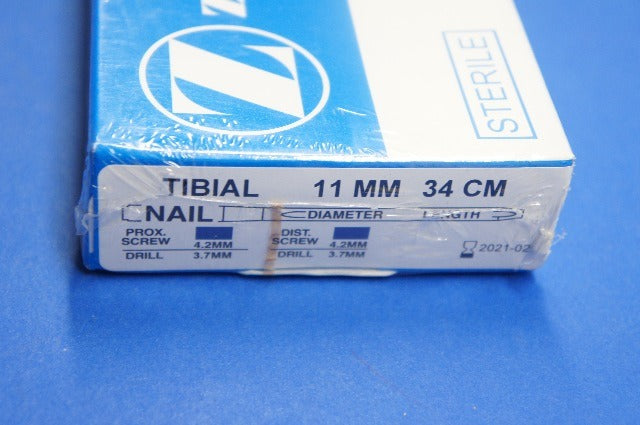 Z
STERILE
TIBIAL 11 MM 34 CM
NAIL DIAMETER LENGTH
PROX. SCREW 4.2MM DIST. SCREW 4.2MM
DRILL 3.7MM DRILL 3.7MM
2021-02